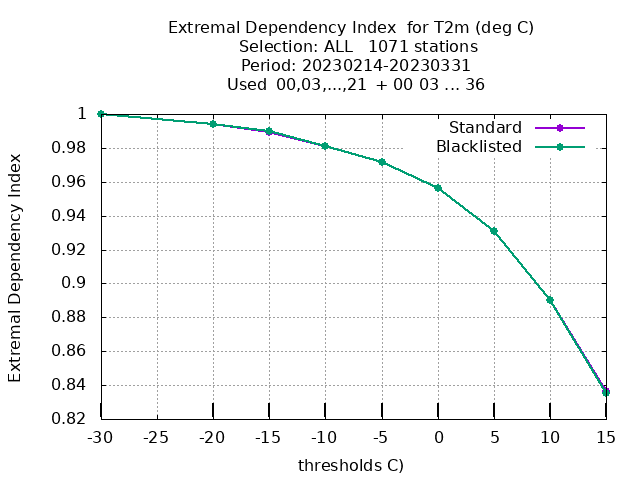 Extremal Dependency Index  for T2m (deg C)
Selection: ALL   1071 stations
Period: 20230214-20230331
Used  00,03,...,21  + 00 03 ... 36
Extremal Dependency Index
1
0.98
0.96
0.94
0.92
0.9
0.88
0.86
0.84
0.82
Standard
Blacklisted
-30 -25 -20 -15 -10 -5 0 5 10 15
thresholds C)